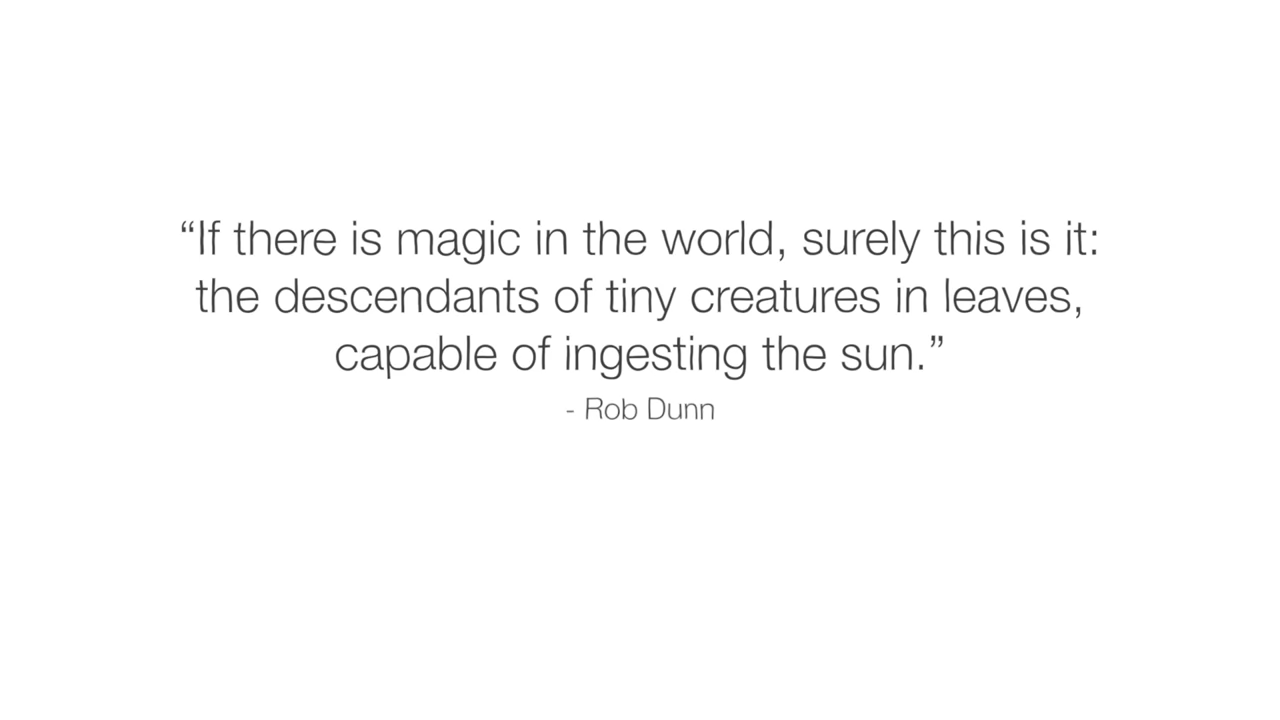 “If there is magic in the world, surely this is it:
the descendants of tiny creatures in leaves,
capable of ingesting the sun.”
- Rob Dunn